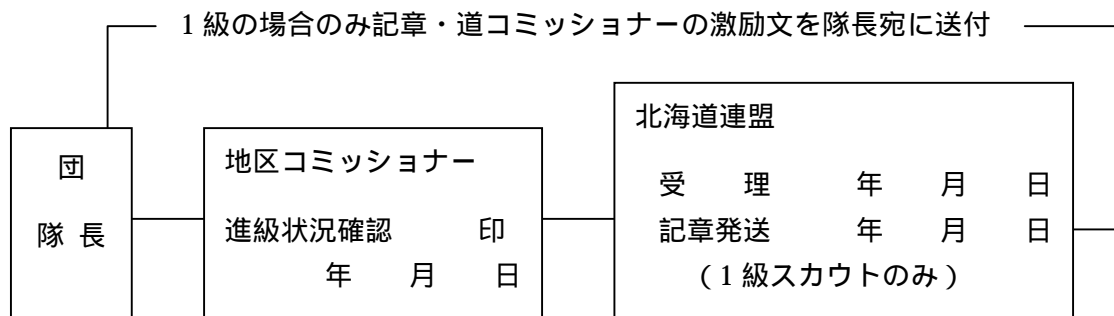 1級の場合のみ記章・道コミッショナーの激励文を隊長宛に送付
団
隊 長
地区コミッショナー
進級状況確認 印
年 月 日
北海道連盟
受 理 年 月 日
記章発送 年 月 日
(1級スカウトのみ)